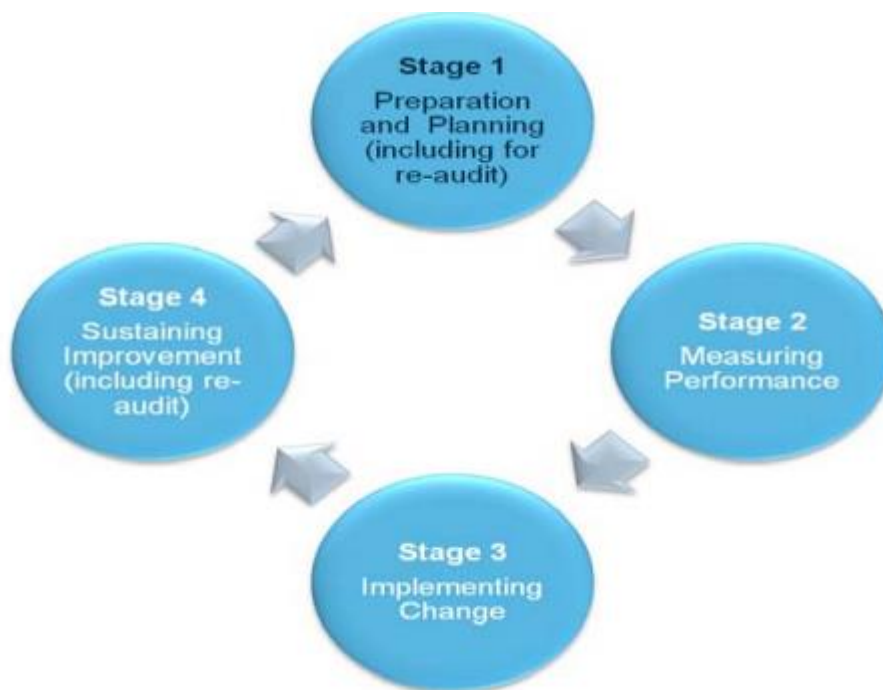 Stage 1
Preparation
and Planning
(including for
re-audit)
Stage 2
Measuring
Performance
Stage 3
Implementing
Change
Stage 4
Sustaining
Improvement
(including re-
audit)